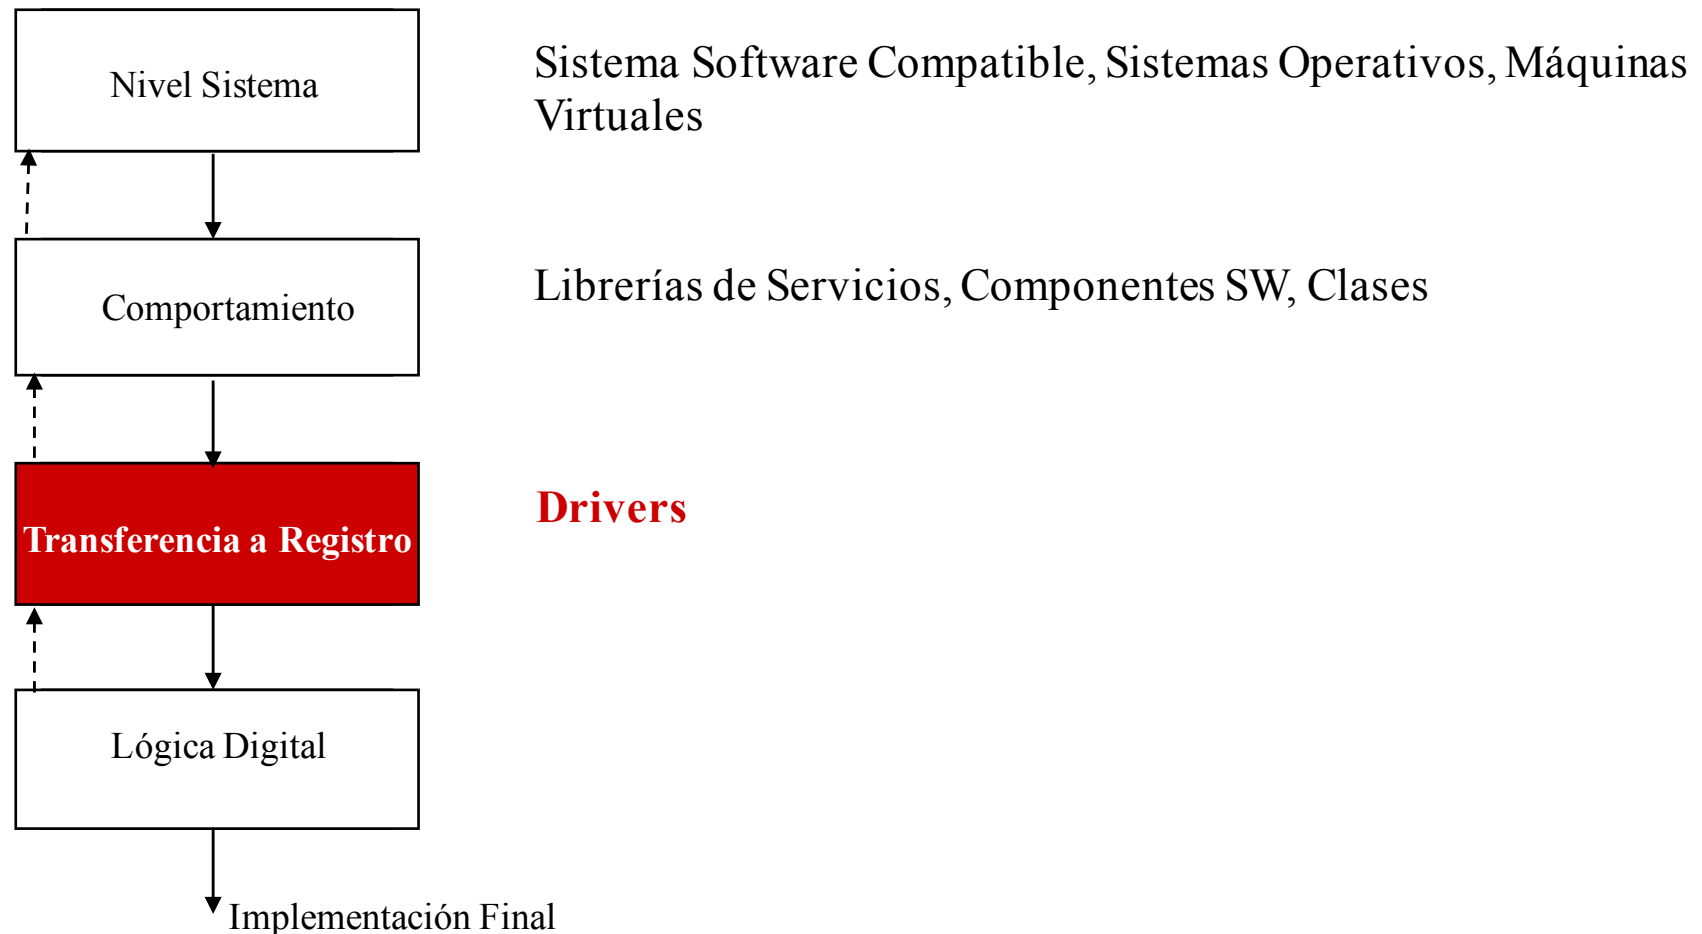 Nivel Sistema
Sistema Software Compatible, Sistemas Operativos, Máquinas
Virtuales
Comportamiento
Librerías de Servicios, Componentes SW, Clases
Transferencia a Registro
Drivers
Lógica Digital
Implementación Final